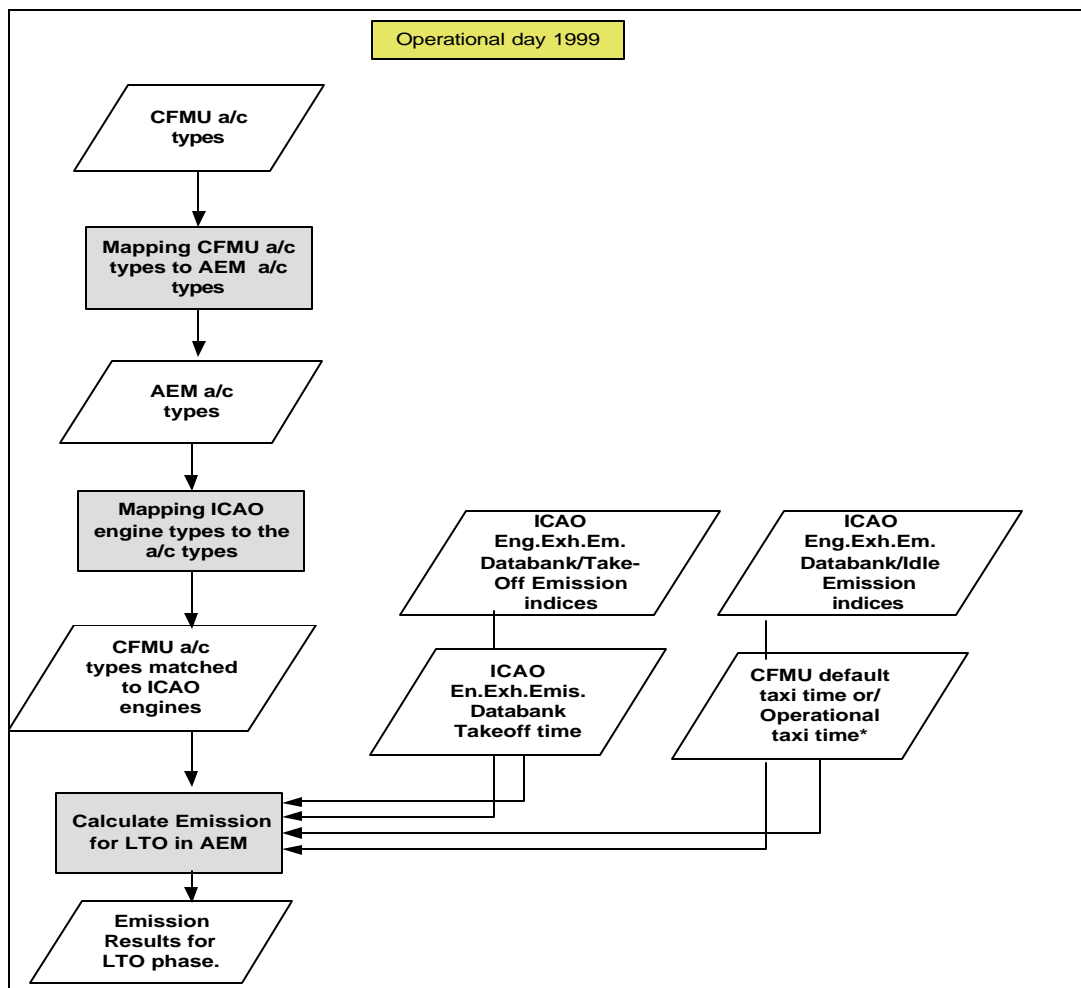 Operational day 1999
CFMU a/c
types
Mapping CFMU a/c
types to AEM a/c
types
AEM a/c
types
Mapping ICAO
engine types to the
a/c types
ICAO
Eng.Exh.Em.
Databank/Take-
Off Emission
indices
ICAO
Eng.Exh.Em.
Databank/Idle
Emission
indices
CFMU a/c
types matched
to ICAO
engines
ICAO
En.Exh.Emis.
Databank
Takeoff time
CFMU default
taxi time or/
Operational
taxi time*
Calculate Emission
for LTO in AEM
Emission
Results for
LTO phase.